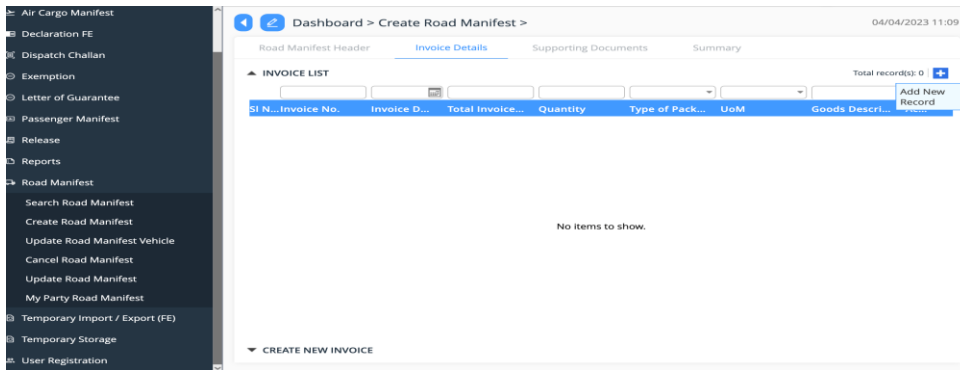 Air Cargo Manifest
Declaration FE
Dispatch Challan
Exemption
Letter of Guarantee
Passenger Manifest
Release
Reports
Road Manifest
Search Road Manifest
Create Road Manifest
Update Road Manifest Vehicle
Cancel Road Manifest
Update Road Manifest
My Party Road Manifest
Temporary Import / Export (FE)
Temporary Storage
User Registration
Dashboard > Create Road Manifest >
04/04/2023 11:09
Road Manifest Header Invoice Details Supporting Documents Summary
INVOICE LIST
Total record(s): 0
Add New
Record
Sl N... Invoice No. Invoice D... Total Invoice... Quantity Type of Pack... UoM Goods Descri...
No items to show.
CREATE NEW INVOICE